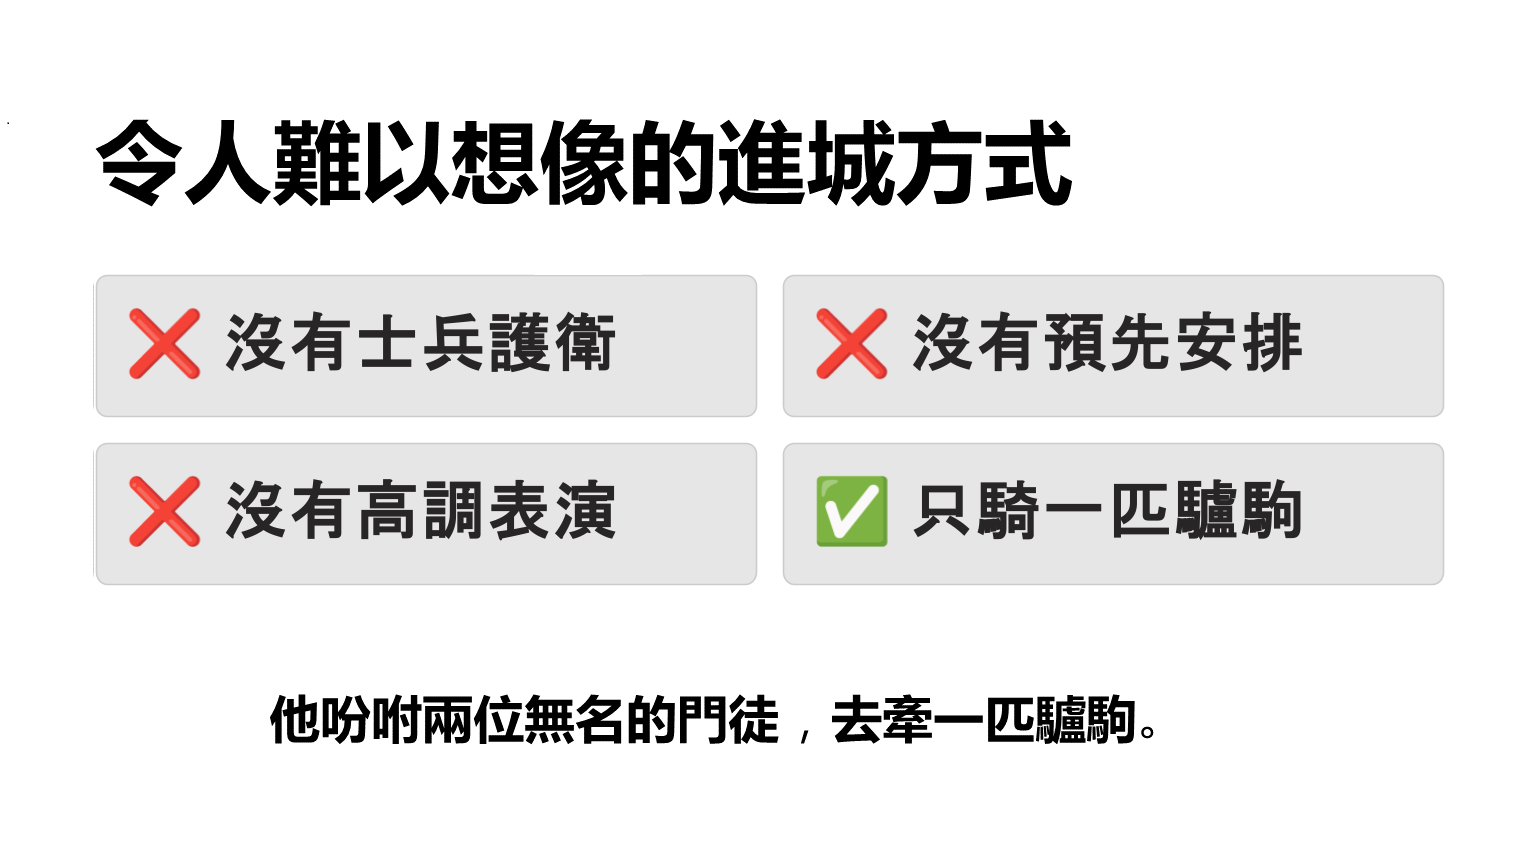 令人難以想像的進城方式
❌ 沒有士兵護衛
❌ 沒有預先安排
❌ 沒有高調表演
✅ 只騎一匹驢駒
他吩咐兩位無名的門徒，去牽一匹驢駒。